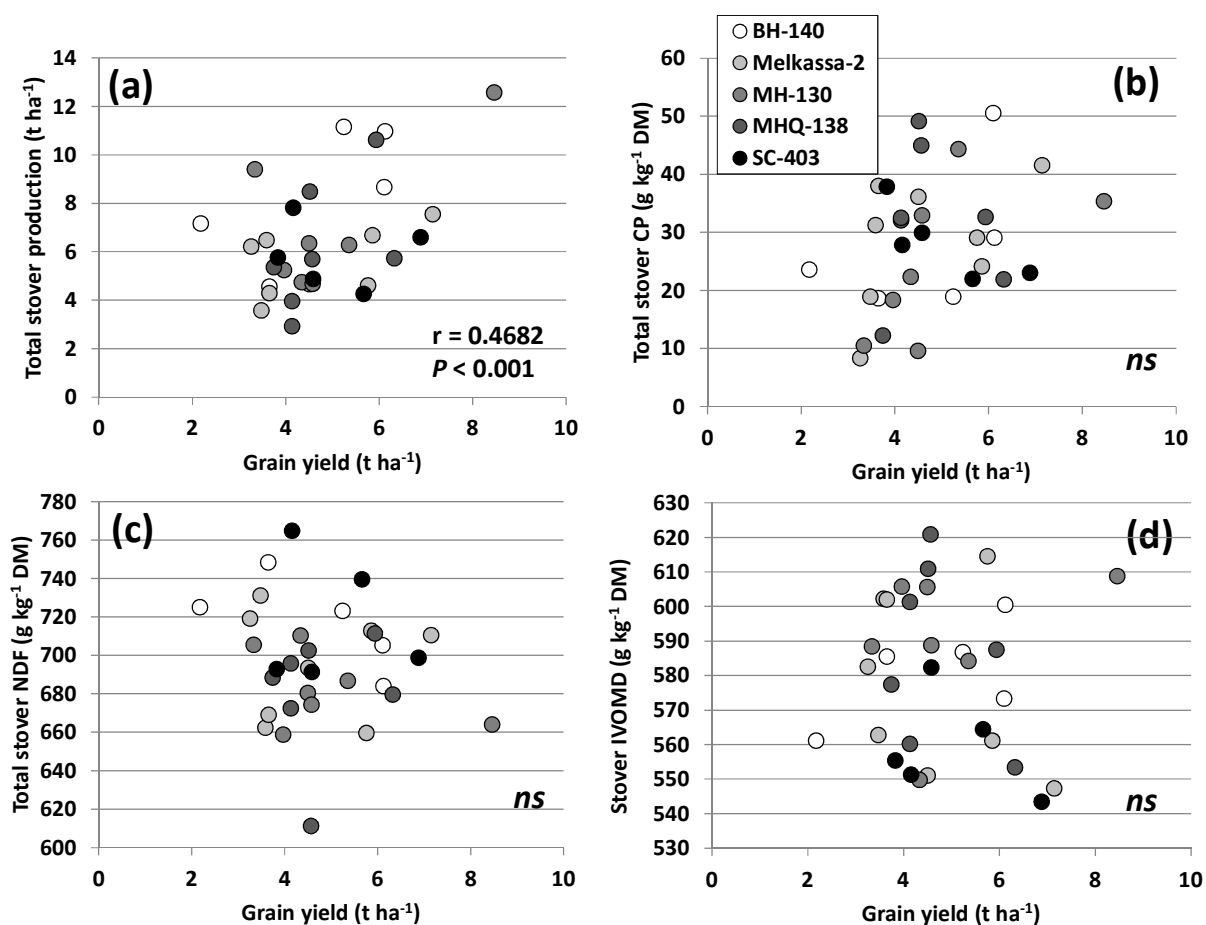 (a)
Total stover production (t ha⁻¹)
14
12
10
8
6
4
2
0
r = 0.4682
P < 0.001
0 2 4 6 8 10
Grain yield (t ha⁻¹)
BH-140
Melkassa-2
MH-130
MHQ-138
SC-403
(b)
Total stover CP (g kg⁻¹ DM)
60
50
40
30
20
10
0
ns
0 2 4 6 8 10
Grain yield (t ha⁻¹)
(c)
Total stover NDF (g kg⁻¹ DM)
780
760
740
720
700
680
660
640
620
600
ns
0 2 4 6 8 10
Grain yield (t ha⁻¹)
(d)
Stover IVOMD (g kg⁻¹ DM)
630
620
610
600
590
580
570
560
550
540
530
ns
0 2 4 6 8 10
Grain yield (t ha⁻¹)